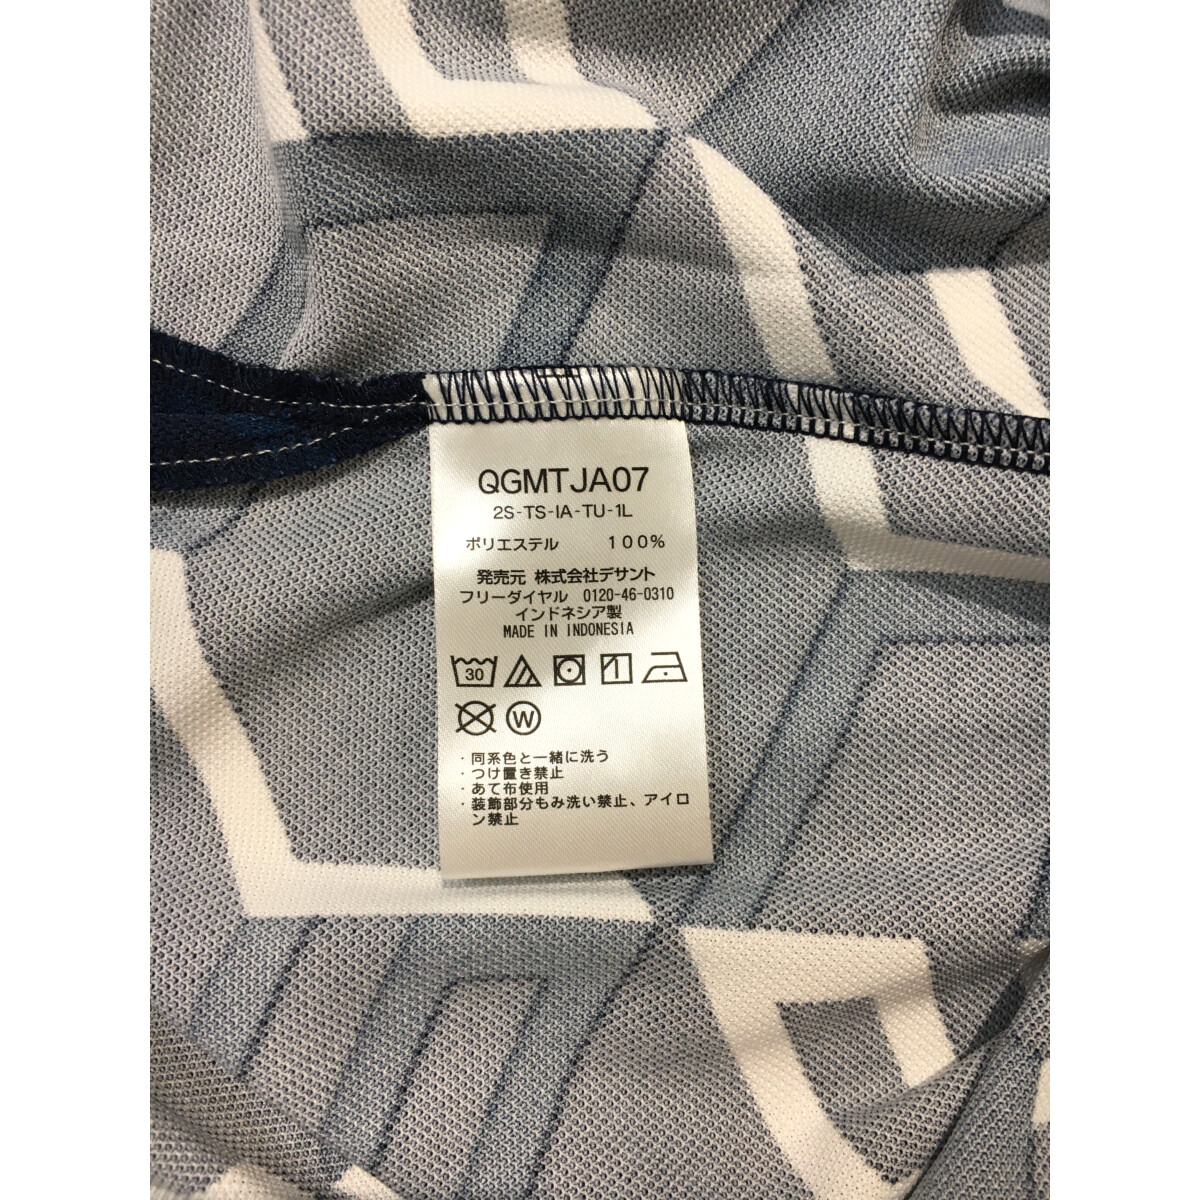 QGMTJA07
2S-TS-IA-TU-1L
ポリエステル 100%
発売元 株式会社デサント
フリーダイヤル 0120-46-0310
インドネシア製
MADE IN INDONESIA
30
W
・同系色と一緒に洗う
・つけ置き禁止
・あて布使用
・装飾部分もみ洗い禁止、アイロ
ン禁止